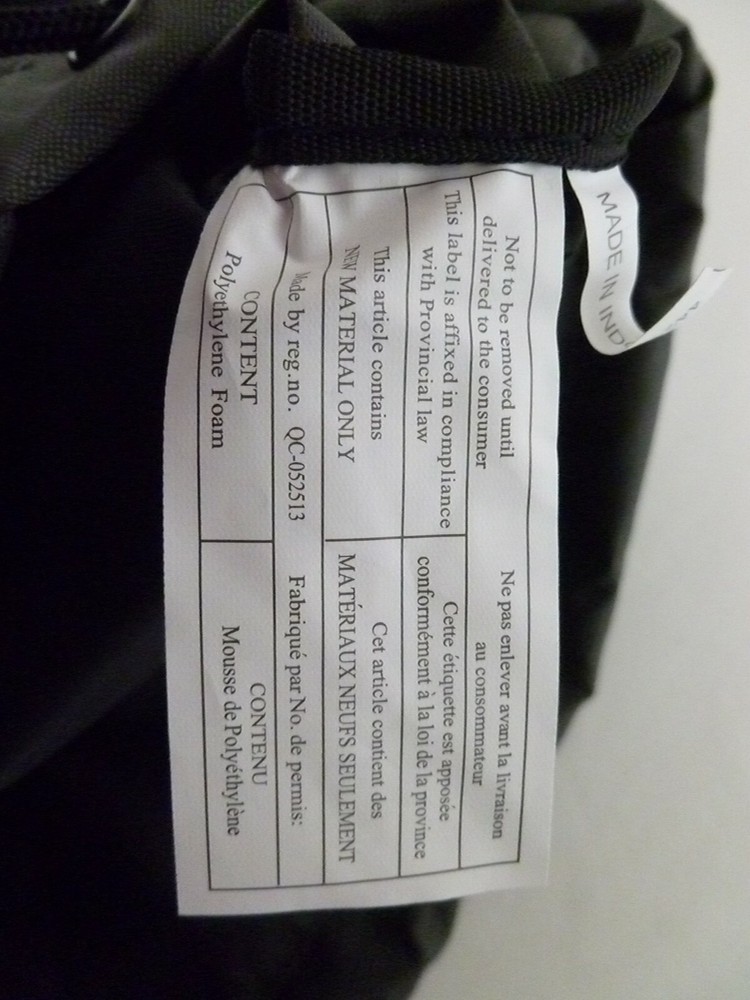 Not to be removed until
delivered to the consumer
Ne pas enlever avant la livraison
au consommateur
This label is affixed in compliance
with Provincial law
Cette étiquette est apposée
conformément à la loi de la province
This article contains
NEW MATERIAL ONLY
Cet article contient des
MATÉRIAUX NEUFS SEULEMENT
Made by reg.no. QC-052513
Fabriqué par No. de permis:
CONTENT
Polyethylene Foam
CONTENU
Mousse de Polyéthylène
MADE IN